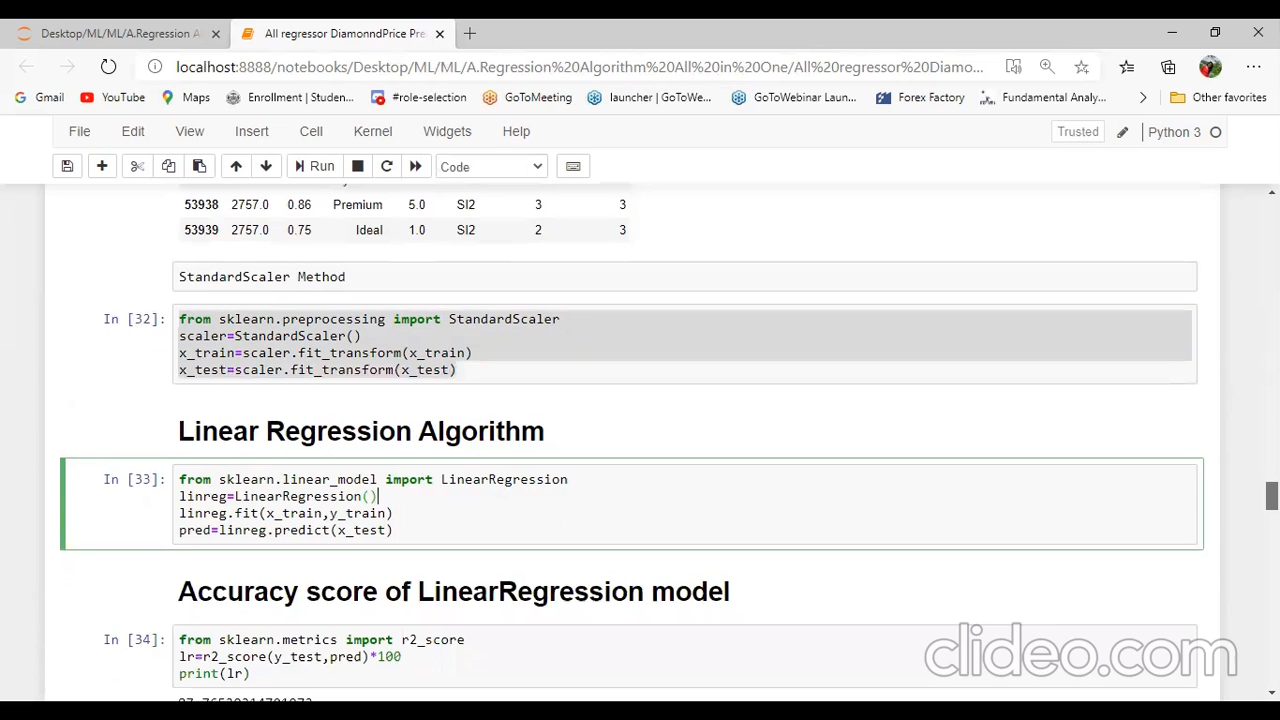 Desktop/ML/ML/A.Regression A
All regressor DiamonndPrice Pre
localhost:8888/notebooks/Desktop/ML/ML/A.Regression%20Algorithm%20All%20in%20One/All%20regressor%20Diamo...
Gmail YouTube Maps Enrollment | Studen... #role-selection GoToMeeting launcher | GoToWe... GoToWebinar Laun... Forex Factory Fundamental Analy... Other favorites
File Edit View Insert Cell Kernel Widgets Help Trusted Python 3
Run Code
53938 2757.0 0.86 Premium 5.0 SI2 3 3
53939 2757.0 0.75 Ideal 1.0 SI2 2 3
StandardScaler Method
In [32]: from sklearn.preprocessing import StandardScaler
scaler=StandardScaler()
x_train=scaler.fit_transform(x_train)
x_test=scaler.fit_transform(x_test)
Linear Regression Algorithm
In [33]: from sklearn.linear_model import LinearRegression
linreg=LinearRegression()
linreg.fit(x_train,y_train)
pred=linreg.predict(x_test)
Accuracy score of LinearRegression model
In [34]: from sklearn.metrics import r2_score
lr=r2_score(y_test,pred)*100
print(lr)
clideo.com